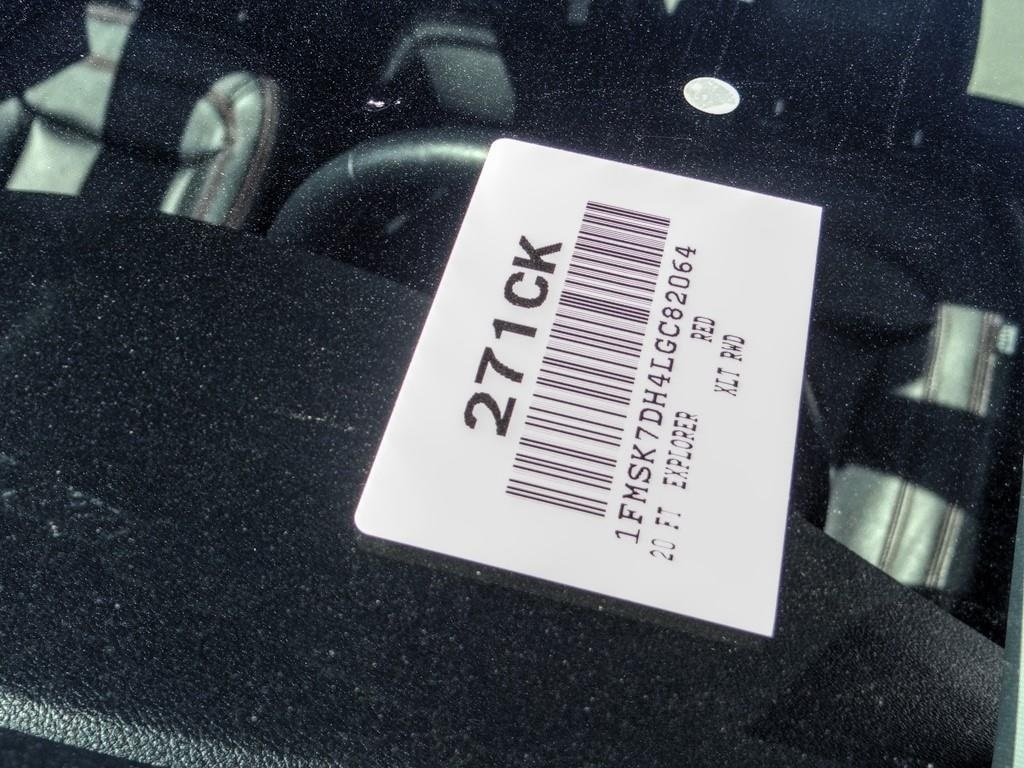 271CK
1FMSK7DH4LGC82064
20 FT EXPLORER RED
XLT RWD